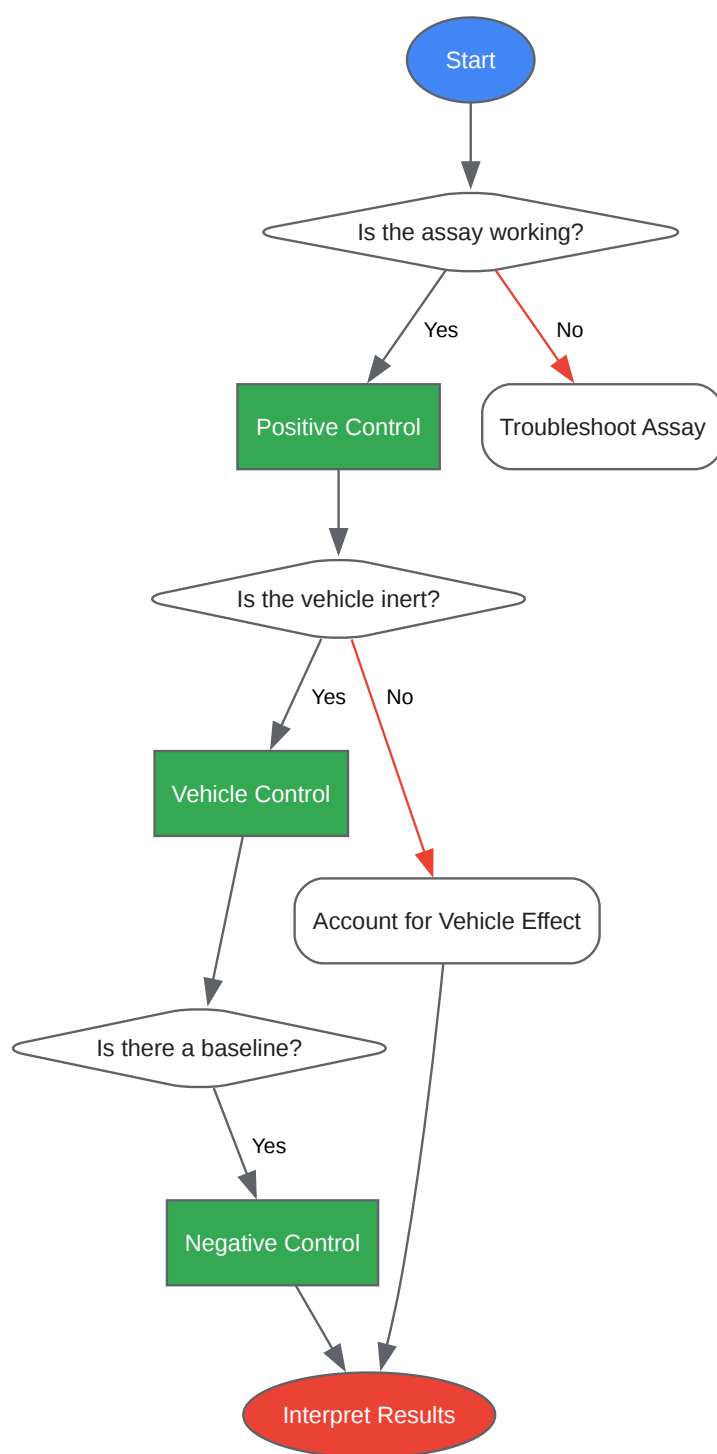 Start
Is the assay working?
Yes
No
Positive Control
Troubleshoot Assay
Is the vehicle inert?
Yes
No
Vehicle Control
Account for Vehicle Effect
Is there a baseline?
Yes
Negative Control
Interpret Results